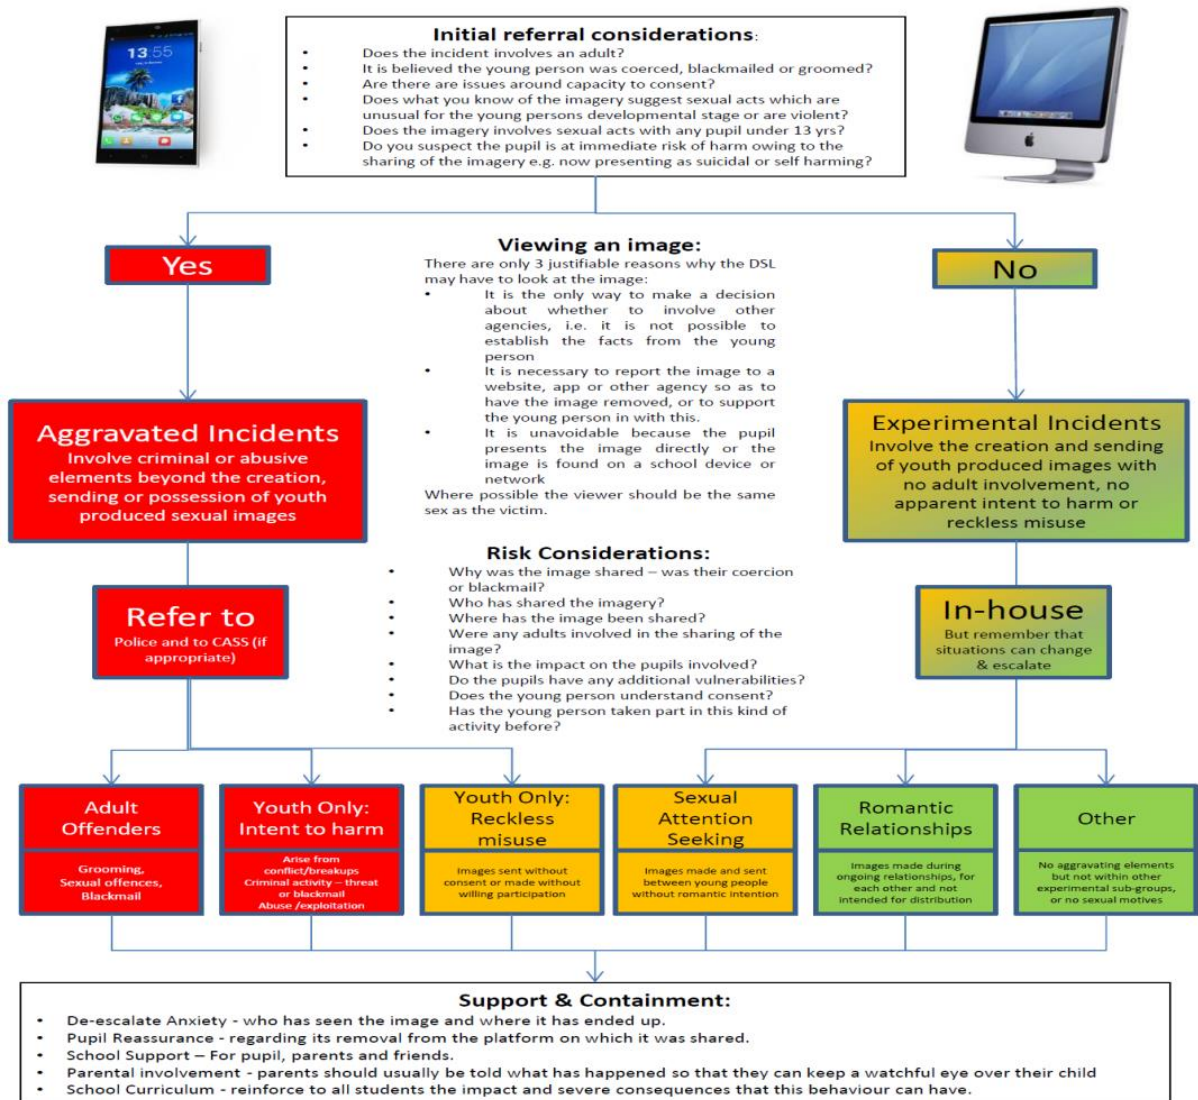 13:55
Initial referral considerations:
• Does the incident involves an adult?
• It is believed the young person was coerced, blackmailed or groomed?
• Are there are issues around capacity to consent?
• Does what you know of the imagery suggest sexual acts which are
unusual for the young persons developmental stage or are violent?
• Does the imagery involves sexual acts with any pupil under 13 yrs?
• Do you suspect the pupil is at immediate risk of harm owing to the
sharing of the imagery e.g. now presenting as suicidal or self harming?
Yes
No
Viewing an image:
There are only 3 justifiable reasons why the DSL
may have to look at the image:
• It is the only way to make a decision
about whether to involve other
agencies, i.e. it is not possible to
establish the facts from the young
person
• It is necessary to report the image to a
website, app or other agency so as to
have the image removed, or to support
the young person in with this.
• It is unavoidable because the pupil
presents the image directly or the
image is found on a school device or
network
Where possible the viewer should be the same
sex as the victim.
Aggravated Incidents
Involve criminal or abusive
elements beyond the creation,
sending or possession of youth
produced sexual images
Experimental Incidents
Involve the creation and sending
of youth produced images with
no adult involvement, no
apparent intent to harm or
reckless misuse
Risk Considerations:
• Why was the image shared – was their coercion
or blackmail?
• Who has shared the imagery?
• Where has the image been shared?
• Were any adults involved in the sharing of the
image?
• What is the impact on the pupils involved?
• Do the pupils have any additional vulnerabilities?
• Does the young person understand consent?
• Has the young person taken part in this kind of
activity before?
Refer to
Police and to CASS (if
appropriate)
In-house
But remember that
situations can change
& escalate
Adult
Offenders
Grooming,
Sexual offences,
Blackmail
Youth Only:
Intent to harm
Arise from
conflict/breakups
Criminal activity – threat
or blackmail
Abuse /exploitation
Youth Only:
Reckless
misuse
Images sent without
consent or made without
willing participation
Sexual
Attention
Seeking
Images made and sent
between young people
without romantic intention
Romantic
Relationships
Images made during
ongoing relationships, for
each other and not
intended for distribution
Other
No aggravating elements
but not within other
experimental sub-groups,
or no sexual motives
Support & Containment:
• De-escalate Anxiety - who has seen the image and where it has ended up.
• Pupil Reassurance - regarding its removal from the platform on which it was shared.
• School Support – For pupil, parents and friends.
• Parental involvement - parents should usually be told what has happened so that they can keep a watchful eye over their child
• School Curriculum - reinforce to all students the impact and severe consequences that this behaviour can have.